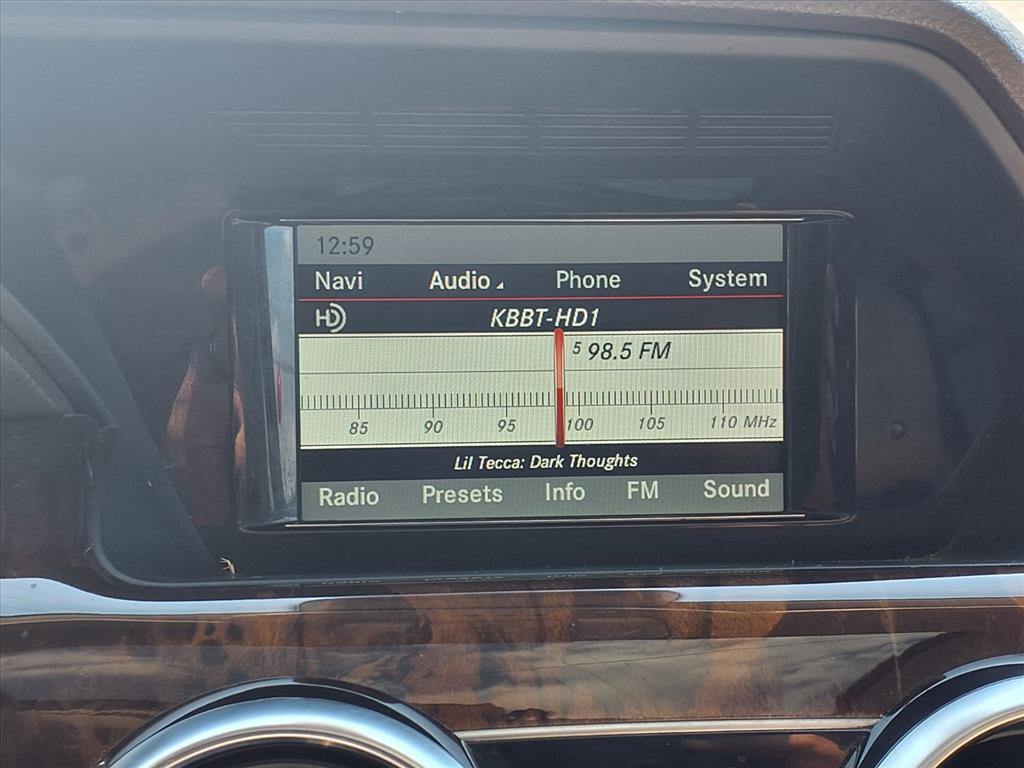 12:59
Navi Audio Phone System
HD KBBT-HD1
5 98.5 FM
85 90 95 100 105 110 MHz
Lil Tecca: Dark Thoughts
Radio Presets Info FM Sound